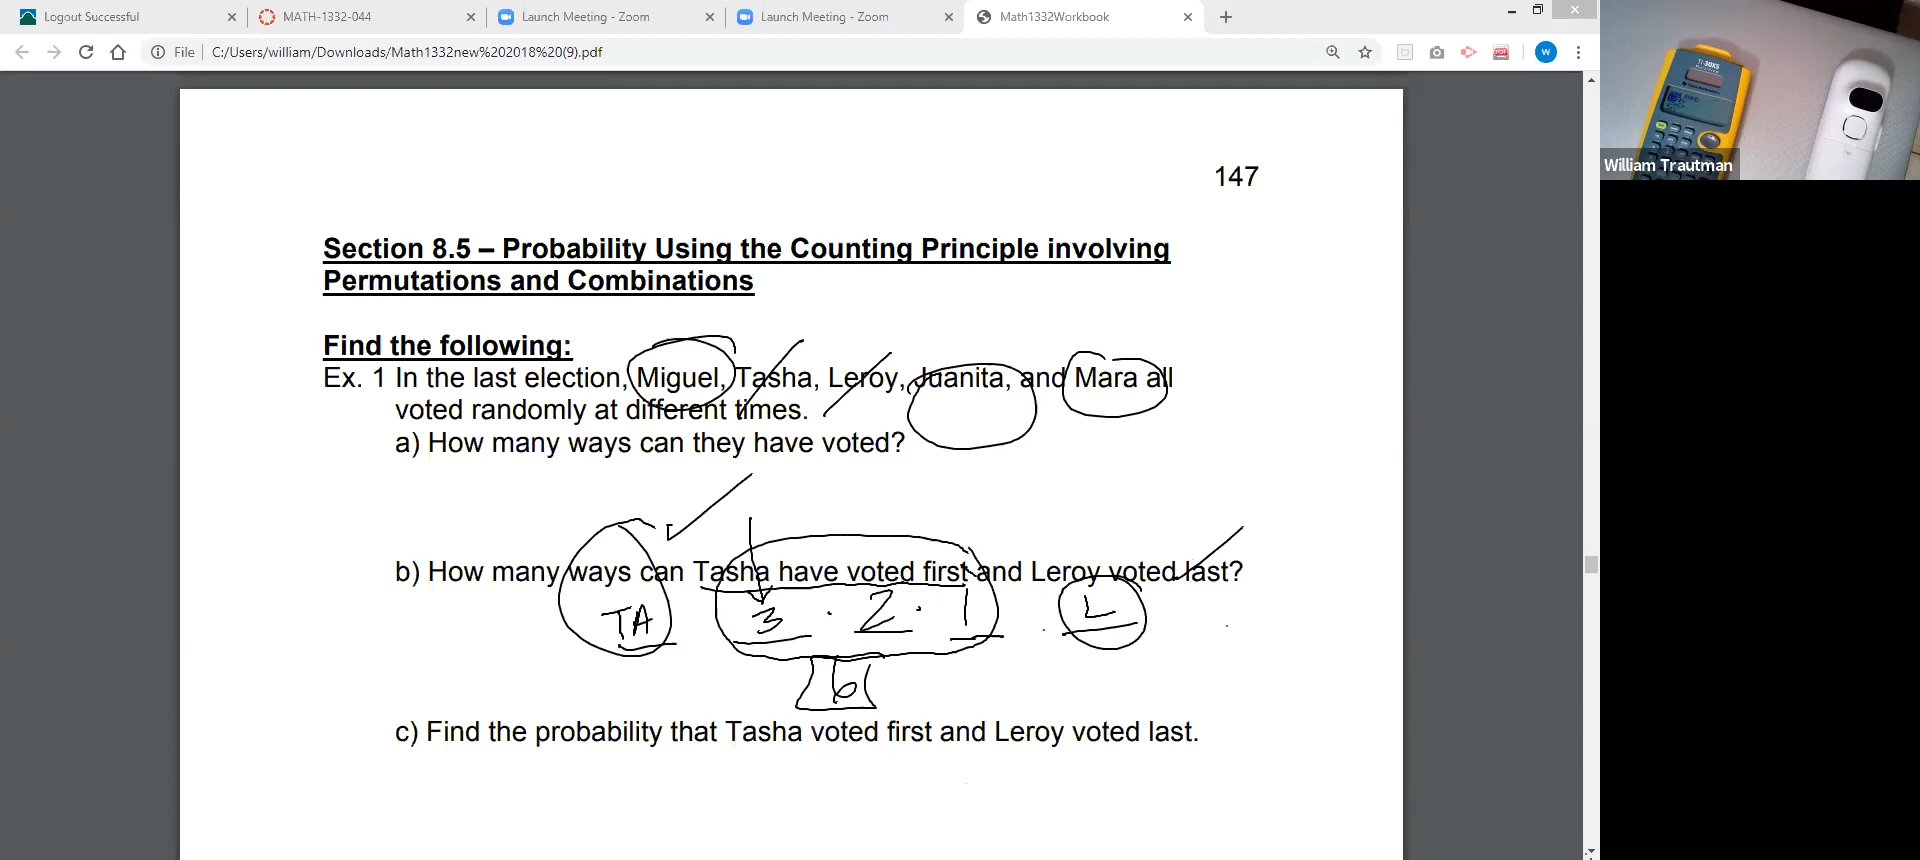 Logout Successful
MATH-1332-044
Launch Meeting - Zoom
Launch Meeting - Zoom
Math1332Workbook
File
C:/Users/william/Downloads/Math1332new%202018%20(9).pdf
W
TI-30XS
William Trautman
147
Section 8.5 – Probability Using the Counting Principle involving
Permutations and Combinations
Find the following:
Ex. 1 In the last election, Miguel, Tasha, Leroy, Juanita, and Mara all
voted randomly at different times.
a) How many ways can they have voted?
b) How many ways can Tasha have voted first and Leroy voted last?
TA 3 · 2 · 1 L
6
c) Find the probability that Tasha voted first and Leroy voted last.